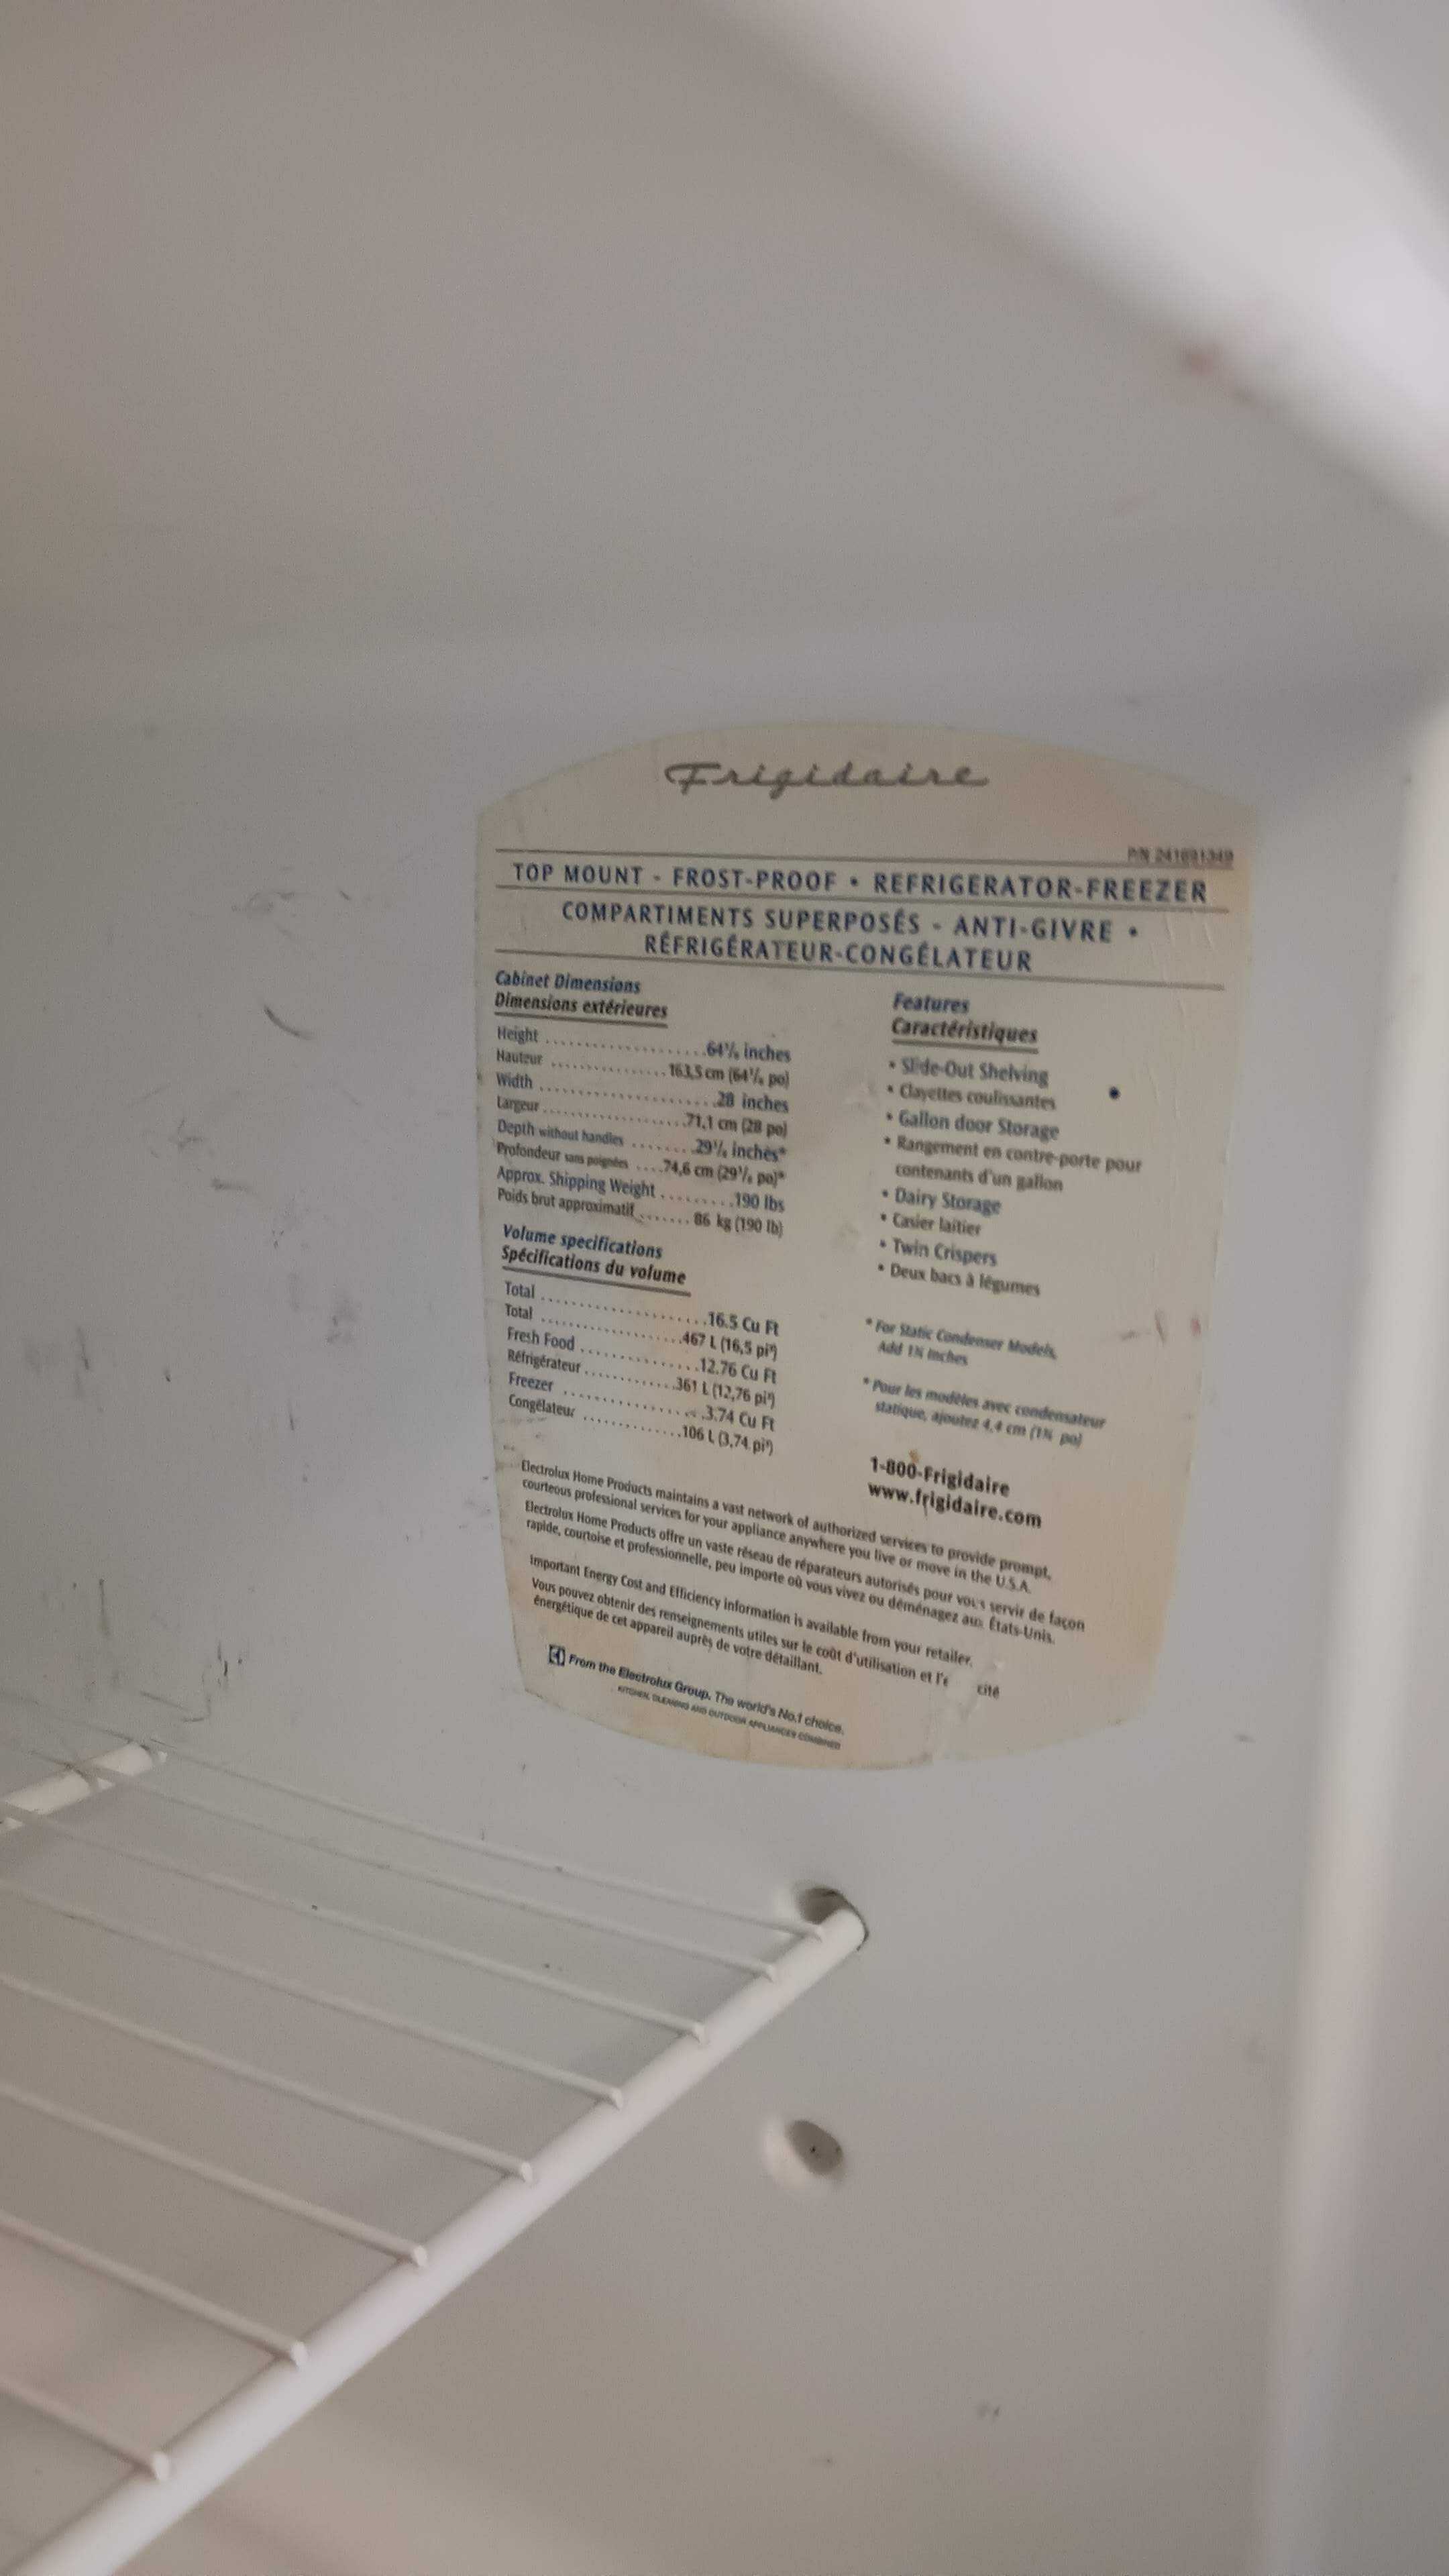 Frigidaire
P/N 241691349
TOP MOUNT - FROST-PROOF • REFRIGERATOR-FREEZER
COMPARTIMENTS SUPERPOSÉS - ANTI-GIVRE •
RÉFRIGÉRATEUR-CONGÉLATEUR
Cabinet Dimensions
Dimensions extérieures
Height .................... inches
Hauteur ............... 163,5 cm
Width ......................28 inches
Largeur ..................71,1 cm (28 po)
Depth without handles ........ inches*
Profondeur sans poignées ....74,6 cm
Approx. Shipping Weight .........190 lbs
Poids brut approximatif ....... 86 kg (190 lb)
Volume specifications
Spécifications du volume
Total .....................16.5 Cu Ft
Total ..................467 L (16,5 pi³)
Fresh Food ...............12.76 Cu Ft
Réfrigérateur ............361 L (12,76 pi³)
Freezer ..................3.74 Cu Ft
Congélateur .............106 L (3,74 pi³)
Features
Caractéristiques
• Slide-Out Shelving
• Clayettes coulissantes
• Gallon door Storage
• Rangement en contre-porte pour
contenants d'un gallon
• Dairy Storage
• Casier laitier
• Twin Crispers
• Deux bacs à légumes
* For Static Condenser Models,
Add 1¾ Inches
* Pour les modèles avec condensateur
statique, ajoutez 4,4 cm (1¾ po)
1-800-Frigidaire
www.frigidaire.com
Electrolux Home Products maintains a vast network of authorized services to provide prompt,
courteous professional services for your appliance anywhere you live or move in the U.S.A.
Electrolux Home Products offre un vaste réseau de réparateurs autorisés pour vous servir de façon
rapide, courtoise et professionnelle, peu importe où vous vivez ou déménagez aux États-Unis.
Important Energy Cost and Efficiency information is available from your retailer.
Vous pouvez obtenir des renseignements utiles sur le coût d'utilisation et l'e cité
énergétique de cet appareil auprès de votre détaillant.
From the Electrolux Group. The world's No.1 choice.
KITCHEN, CLEANING AND OUTDOOR APPLIANCES COMBINED